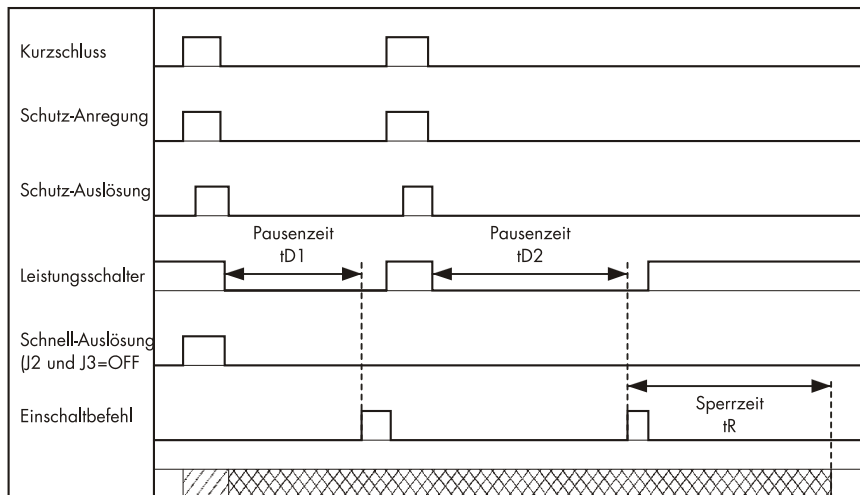 Kurzschluss
Schutz-Anregung
Schutz-Auslösung
Pausenzeit
tD1
Pausenzeit
tD2
Leistungsschalter
Schnell-Auslösung
(J2 und J3=OFF
Einschaltbefehl
Sperrzeit
tR